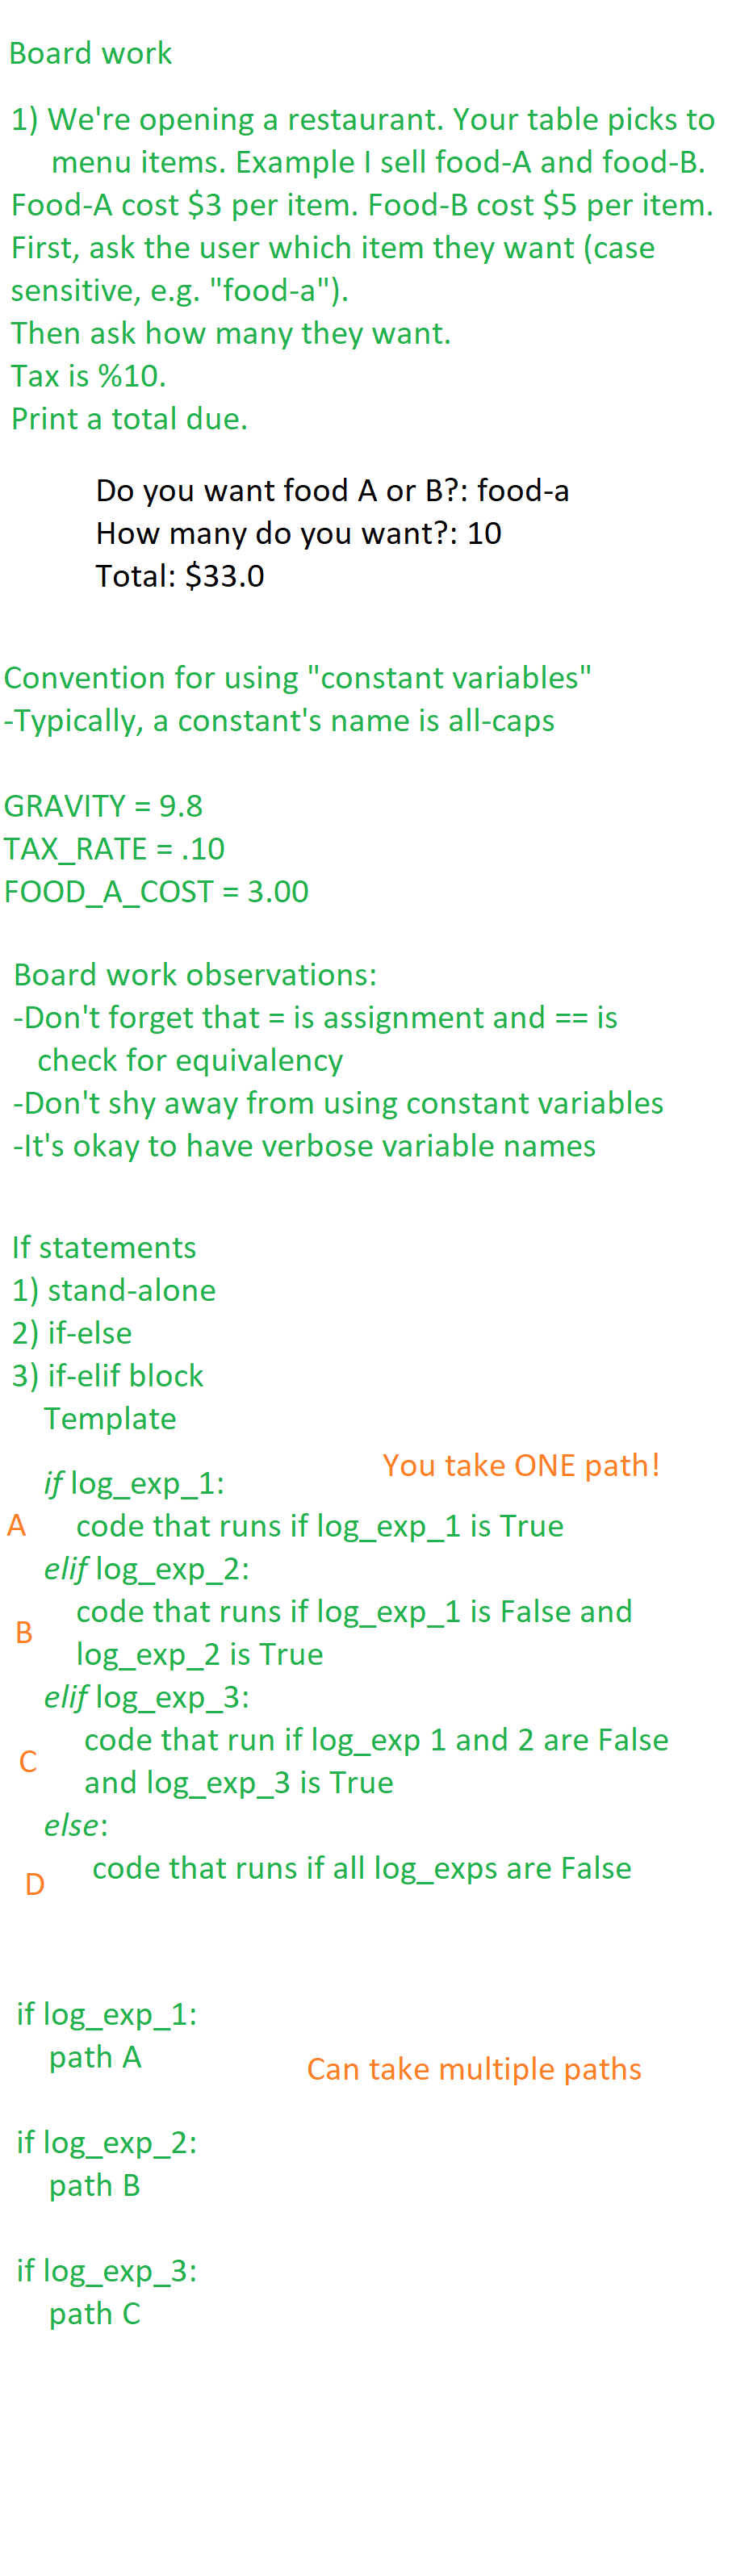 Board work
1) We're opening a restaurant. Your table picks to
menu items. Example I sell food-A and food-B.
Food-A cost $3 per item. Food-B cost $5 per item.
First, ask the user which item they want (case
sensitive, e.g. "food-a").
Then ask how many they want.
Tax is %10.
Print a total due.
Do you want food A or B?: food-a
How many do you want?: 10
Total: $33.0
Convention for using "constant variables"
-Typically, a constant's name is all-caps
GRAVITY = 9.8
TAX_RATE = .10
FOOD_A_COST = 3.00
Board work observations:
-Don't forget that = is assignment and == is
check for equivalency
-Don't shy away from using constant variables
-It's okay to have verbose variable names
If statements
1) stand-alone
2) if-else
3) if-elif block
Template
You take ONE path!
if log_exp_1:
A code that runs if log_exp_1 is True
elif log_exp_2:
code that runs if log_exp_1 is False and
B
log_exp_2 is True
elif log_exp_3:
code that run if log_exp 1 and 2 are False
C
and log_exp_3 is True
else:
code that runs if all log_exps are False
D
if log_exp_1:
path A
Can take multiple paths
if log_exp_2:
path B
if log_exp_3:
path C